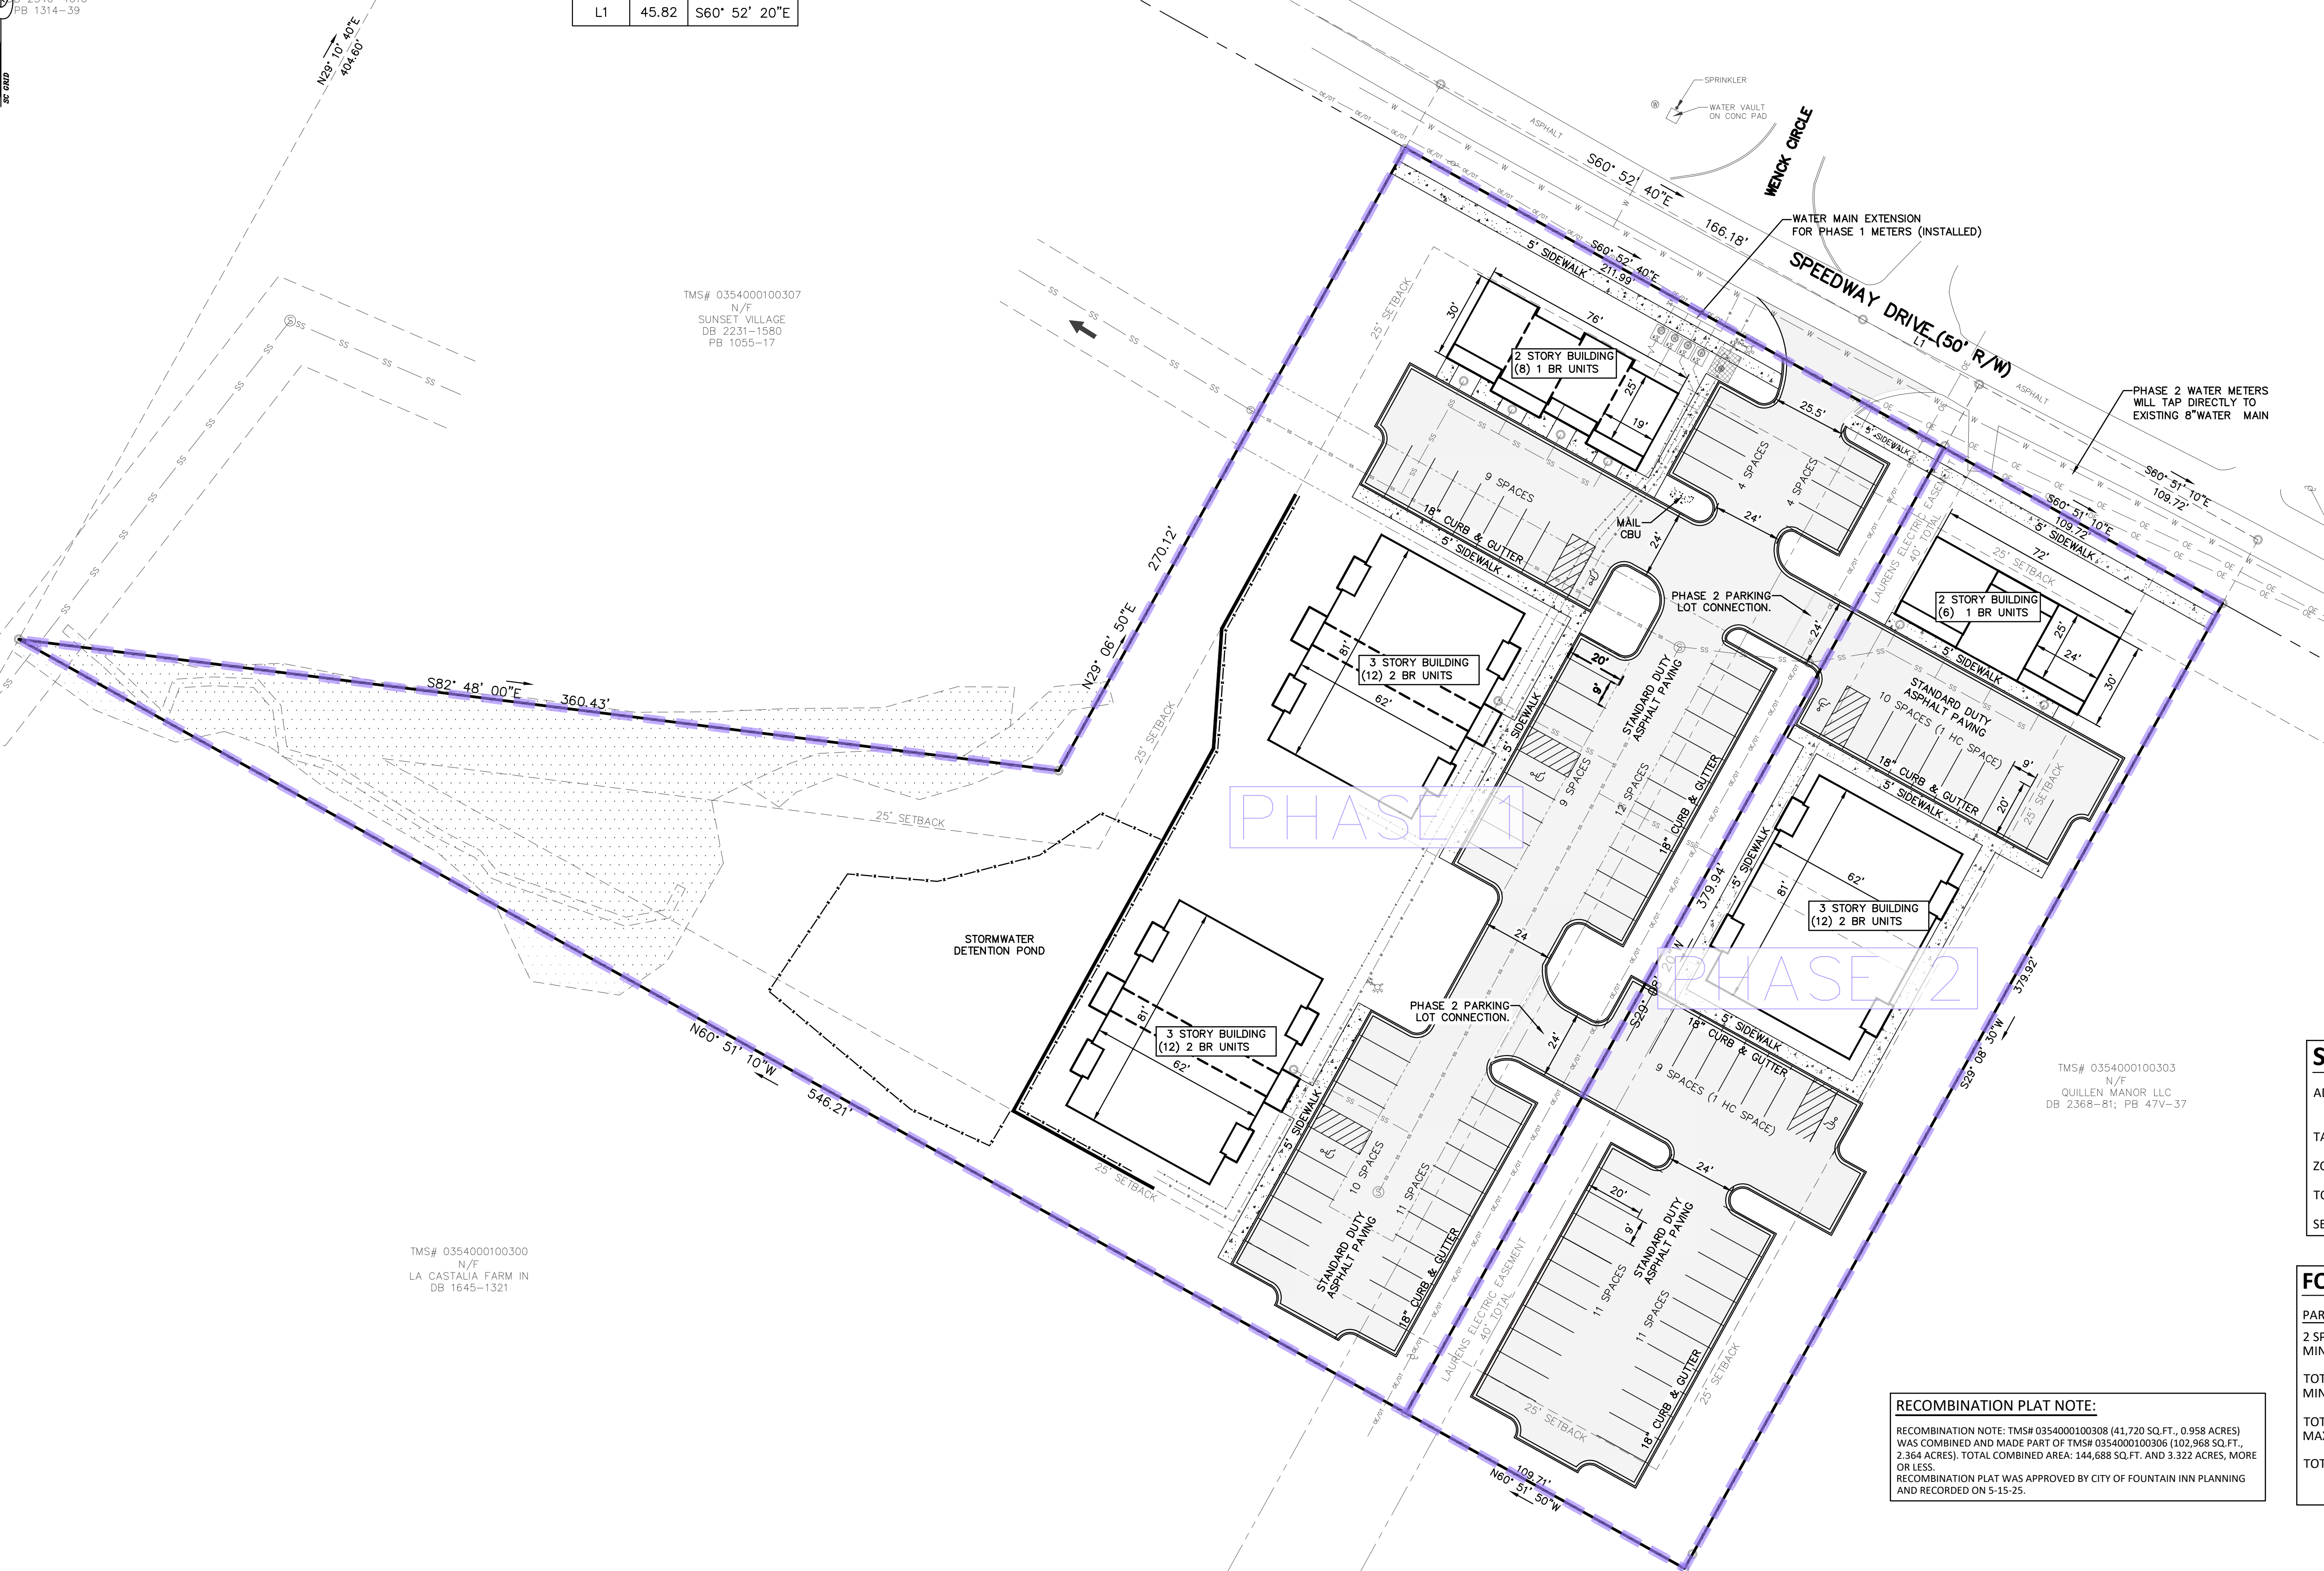 PB 1314-39
L1 45.82 S60° 52' 20"E
SC GRID
N29° 10' 40"E
404.60'
SPRINKLER
WATER VAULT
ON CONC PAD
ASPHALT
WENCK CIRCLE
S60° 52' 40"E
166.18'
WATER MAIN EXTENSION
FOR PHASE 1 METERS (INSTALLED)
SPEEDWAY DRIVE (50' R/W)
L1
ASPHALT
5' SIDEWALK
S60° 52' 40"E
211.99'
25' SETBACK
TMS# 0354000100307
N/F
SUNSET VILLAGE
DB 2231-1580
PB 1055-17
30'
76'
2 STORY BUILDING
(8) 1 BR UNITS
25'
19'
25.5'
5' SIDEWALK
PHASE 2 WATER METERS
WILL TAP DIRECTLY TO
EXISTING 8"WATER MAIN
S60° 51' 10"E
109.72'
S60° 51' 10"E
109.72'
5' SIDEWALK
4 SPACES
4 SPACES
9 SPACES
18" CURB & GUTTER
5' SIDEWALK
MAIL
CBU
24'
24'
LAURENS ELECTRIC EASEMENT
40' TOTAL
72'
25' SETBACK
2 STORY BUILDING
(6) 1 BR UNITS
25'
24'
30'
5' SIDEWALK
PHASE 2 PARKING
LOT CONNECTION.
24'
270.12'
N29° 06' 50"E
81'
3 STORY BUILDING
(12) 2 BR UNITS
62'
20'
9'
STANDARD DUTY
ASPHALT PAVING
5' SIDEWALK
STANDARD DUTY
ASPHALT PAVING
10 SPACES (1 HC SPACE)
18" CURB & GUTTER
5' SIDEWALK
9'
20'
25' SETBACK
S82° 48' 00"E
360.43'
25' SETBACK
25' SETBACK
9 SPACES
12 SPACES
18" CURB & GUTTER
PHASE 1
379.94'
5' SIDEWALK
81'
62'
3 STORY BUILDING
(12) 2 BR UNITS
PHASE 2
STORMWATER
DETENTION POND
24
81'
3 STORY BUILDING
(12) 2 BR UNITS
62'
PHASE 2 PARKING
LOT CONNECTION.
24'
5' SIDEWALK
18" CURB & GUTTER
9 SPACES (1 HC SPACE)
379.92'
S29° 08' 30"W
TMS# 0354000100303
N/F
QUILLEN MANOR LLC
DB 2368-81; PB 47V-37
N60° 51' 10"W
546.21'
25' SETBACK
5' SIDEWALK
10 SPACES
11 SPACES
STANDARD DUTY
ASPHALT PAVING
18" CURB & GUTTER
LAURENS ELECTRIC EASEMENT
40' TOTAL
24'
20'
9'
STANDARD DUTY
ASPHALT PAVING
11 SPACES
11 SPACES
18" CURB & GUTTER
25' SETBACK
25' SETBACK
109.71'
N60° 51' 50"W
TMS# 0354000100300
N/F
LA CASTALIA FARM IN
DB 1645-1321
RECOMBINATION PLAT NOTE:
RECOMBINATION NOTE: TMS# 0354000100308 (41,720 SQ.FT., 0.958 ACRES)
WAS COMBINED AND MADE PART OF TMS# 0354000100306 (102,968 SQ.FT.,
2.364 ACRES). TOTAL COMBINED AREA: 144,688 SQ.FT. AND 3.322 ACRES, MORE
OR LESS.
RECOMBINATION PLAT WAS APPROVED BY CITY OF FOUNTAIN INN PLANNING
AND RECORDED ON 5-15-25.